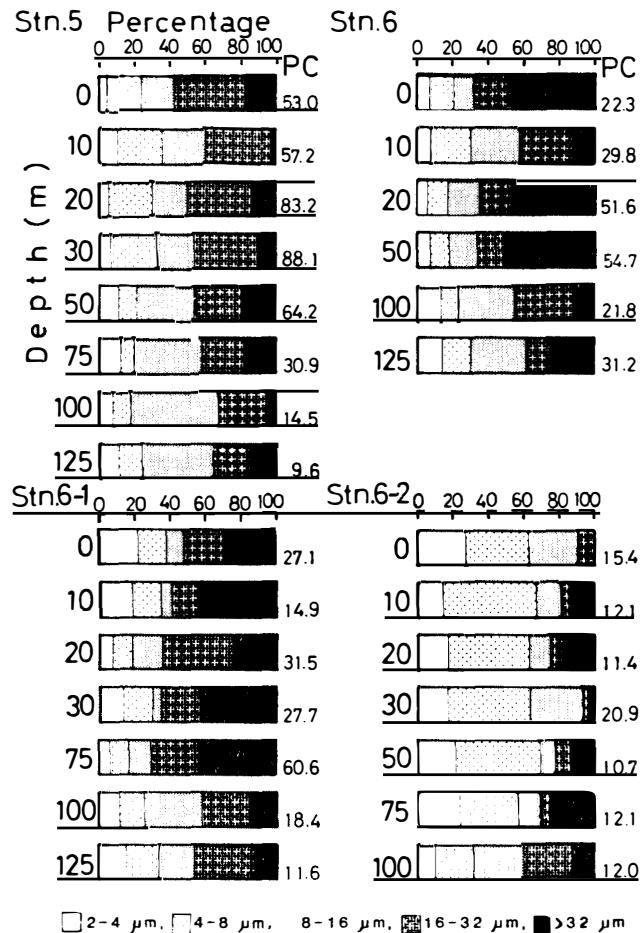 Stn.5 Percentage
0 20 40 60 80 100
PC
0 53.0
10 57.2
20 83.2
30 88.1
50 64.2
75 30.9
100 14.5
125 9.6
Depth (m)
Stn.6
0 20 40 60 80 100
PC
0 22.3
10 29.8
20 51.6
50 54.7
100 21.8
125 31.2
Stn.6-1
0 20 40 60 80 100
0 27.1
10 14.9
20 31.5
30 27.7
75 60.6
100 18.4
125 11.6
Stn.6-2
0 20 40 60 80 100
0 15.4
10 12.1
20 11.4
30 20.9
50 10.7
75 12.1
100 12.0
2-4 µm, 4-8 µm, 8-16 µm, 16-32 µm, >32 µm